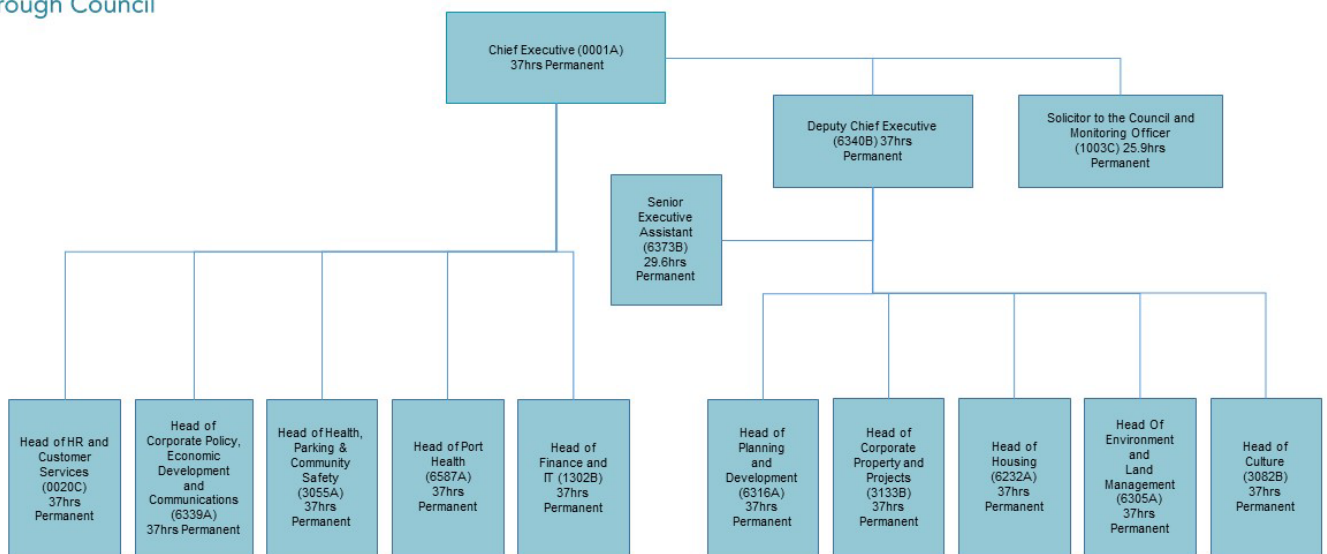 Council
Chief Executive (0001A)
37hrs Permanent
Deputy Chief Executive
(6340B) 37hrs
Permanent
Solicitor to the Council and
Monitoring Officer
(1003C) 25.9hrs
Permanent
Senior
Executive
Assistant
(6373B)
29.6hrs
Permanent
Head of HR and
Customer
Services
(0020C)
37hrs
Permanent
Head of
Corporate Policy,
Economic
Development
and
Communications
(6339A)
37hrs Permanent
Head of Health,
Parking &
Community
Safety
(3055A)
37hrs
Permanent
Head of Port
Health
(6587A)
37hrs
Permanent
Head of
Finance and
IT (1302B)
37hrs
Permanent
Head of
Planning
and
Development
(6316A)
37hrs
Permanent
Head of
Corporate
Property and
Projects
(3133B)
37hrs
Permanent
Head of
Housing
(6232A)
37hrs
Permanent
Head Of
Environment
and
Land
Management
(6305A)
37hrs
Permanent
Head of
Culture
(3082B)
37hrs
Permanent